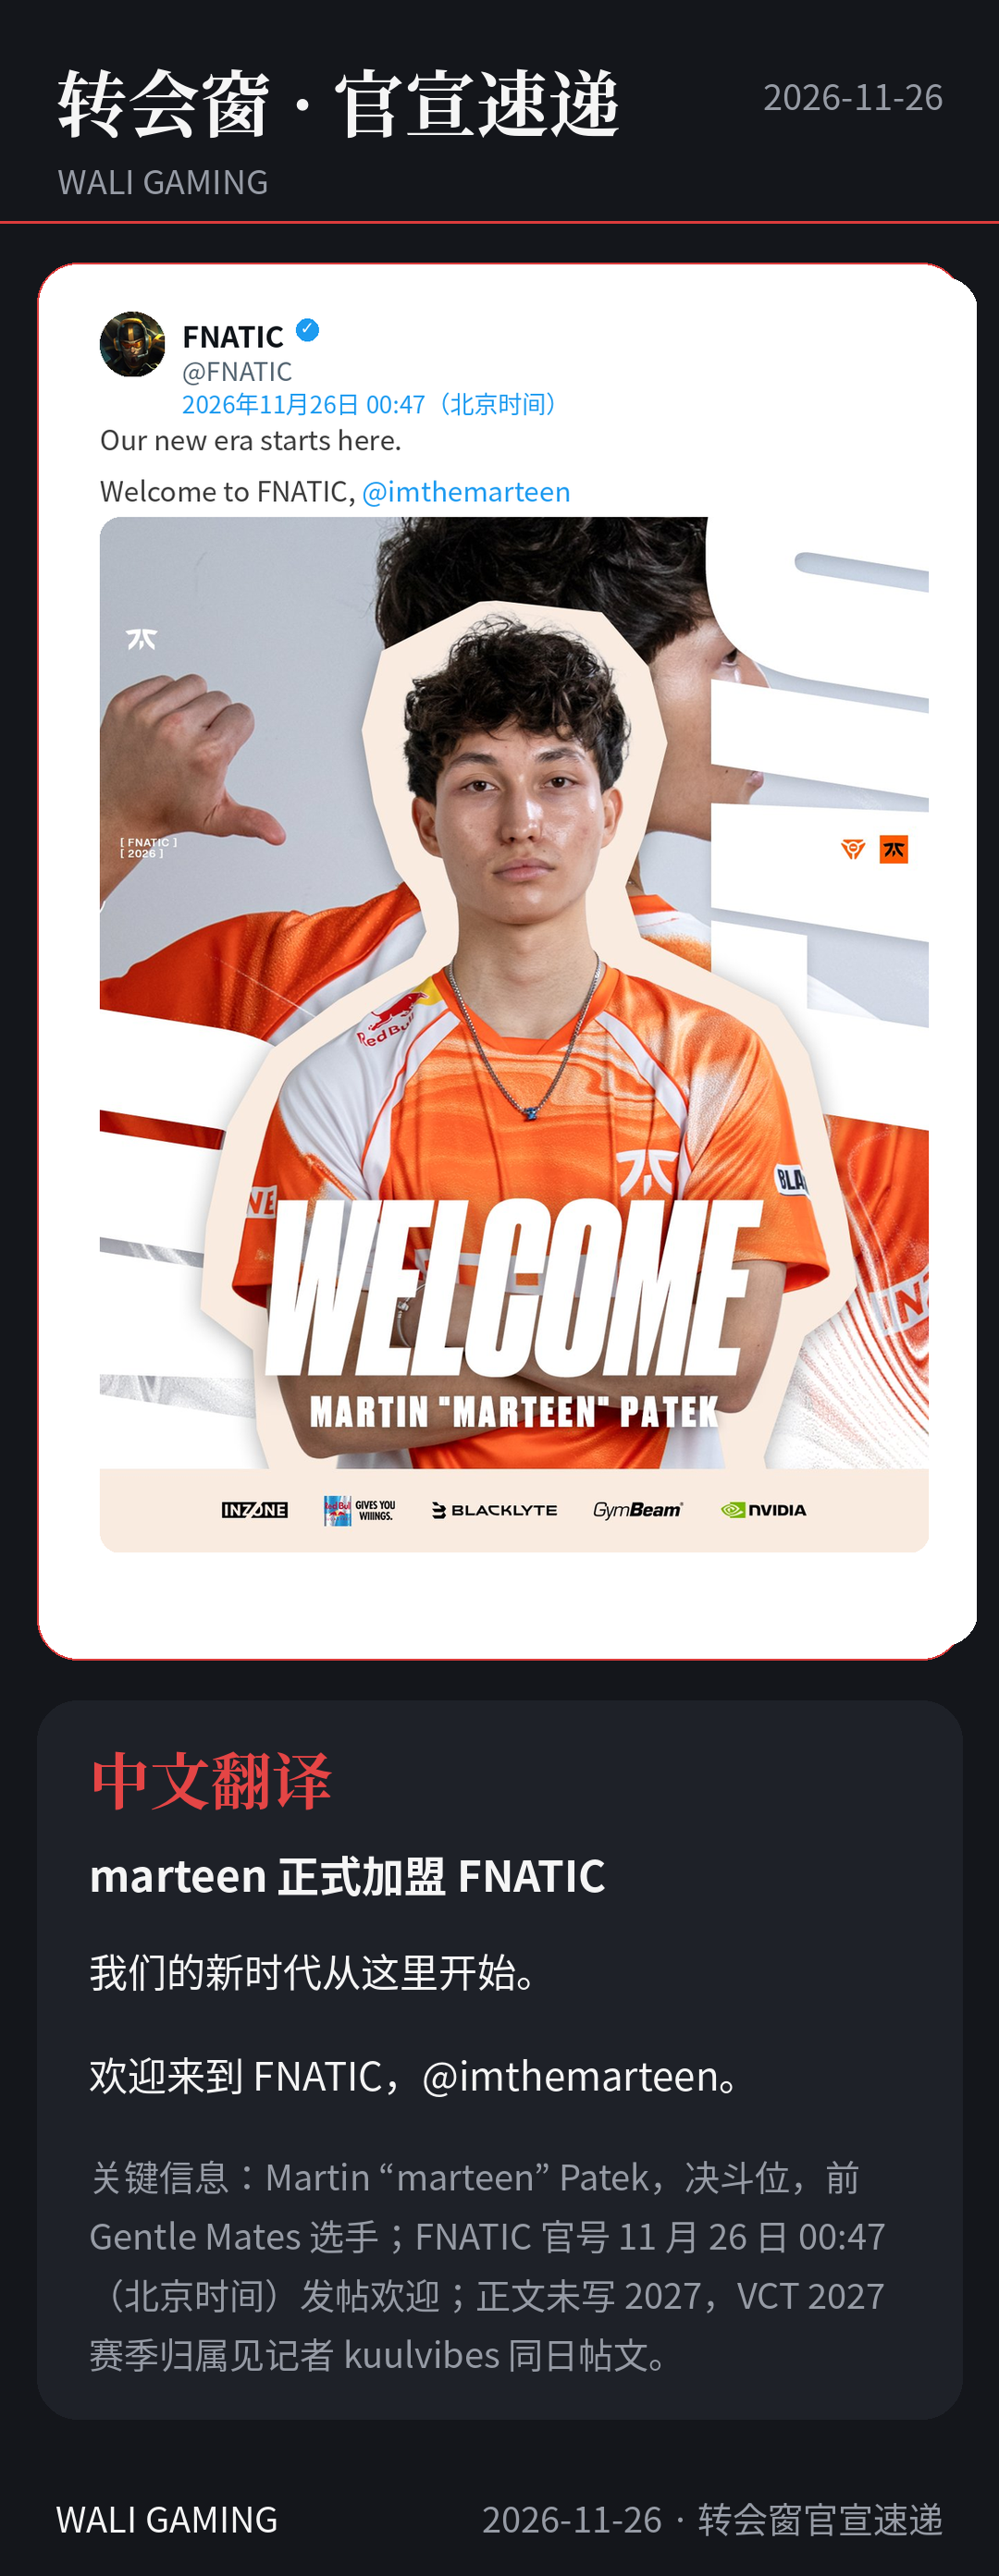 转会窗 · 官宣速递
2026-11-26
WALI GAMING
FNATIC
@FNATIC
2026年11月26日 00:47（北京时间）
Our new era starts here.
Welcome to FNATIC, @imthemarteen
[ FNATIC ]
[ 2026 ]
RedBull
BLA
NE
WELCOME
MARTIN "MARTEEN" PATEK
INZONE
Red Bull GIVES YOU
WIIINGS.
BLACKLYTE
GymBeam®
NVIDIA
中文翻译
marteen 正式加盟 FNATIC
我们的新时代从这里开始。
欢迎来到 FNATIC，@imthemarteen。
关键信息：Martin “marteen” Patek，决斗位，前
Gentle Mates 选手；FNATIC 官号 11 月 26 日 00:47
（北京时间）发帖欢迎；正文未写 2027，VCT 2027
赛季归属见记者 kuulvibes 同日帖文。
WALI GAMING
2026-11-26 · 转会窗官宣速递